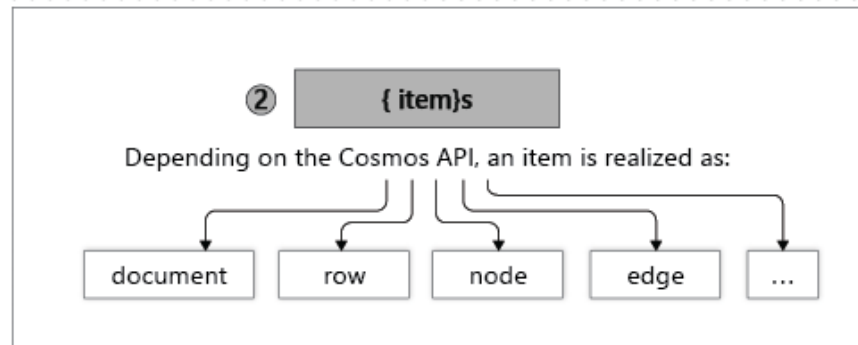 2
{ item}s
Depending on the Cosmos API, an item is realized as:
document
row
node
edge
...